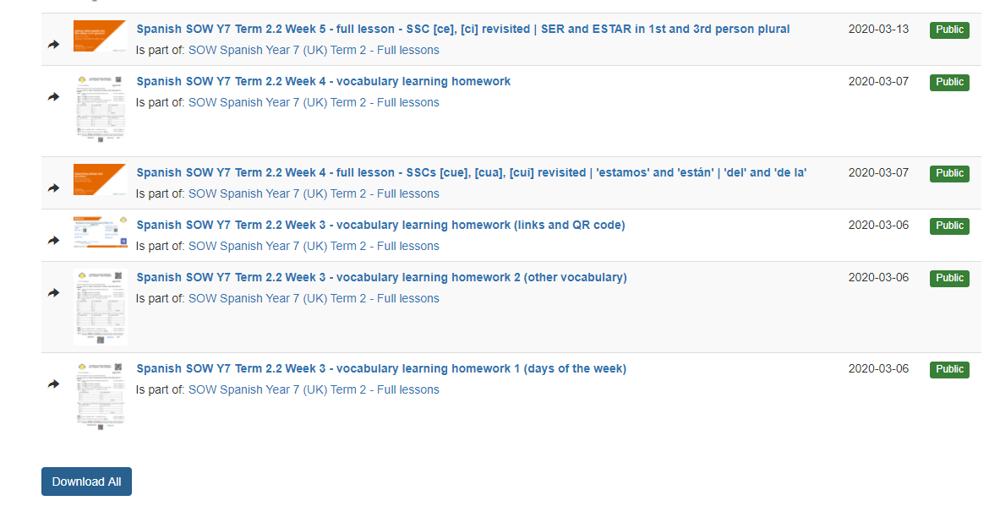 Spanish SOW Y7 Term 2.2 Week 5 - full lesson - SSC [ce], [ci] revisited | SER and ESTAR in 1st and 3rd person plural 2020-03-13 Public
Is part of: SOW Spanish Year 7 (UK) Term 2 - Full lessons
Spanish SOW Y7 Term 2.2 Week 4 - vocabulary learning homework 2020-03-07 Public
Is part of: SOW Spanish Year 7 (UK) Term 2 - Full lessons
Spanish SOW Y7 Term 2.2 Week 4 - full lesson - SSCs [cue], [cua], [cui] revisited | 'estamos' and 'están' | 'del' and 'de la' 2020-03-07 Public
Is part of: SOW Spanish Year 7 (UK) Term 2 - Full lessons
Spanish SOW Y7 Term 2.2 Week 3 - vocabulary learning homework (links and QR code) 2020-03-06 Public
Is part of: SOW Spanish Year 7 (UK) Term 2 - Full lessons
Spanish SOW Y7 Term 2.2 Week 3 - vocabulary learning homework 2 (other vocabulary) 2020-03-06 Public
Is part of: SOW Spanish Year 7 (UK) Term 2 - Full lessons
Spanish SOW Y7 Term 2.2 Week 3 - vocabulary learning homework 1 (days of the week) 2020-03-06 Public
Is part of: SOW Spanish Year 7 (UK) Term 2 - Full lessons
Download All